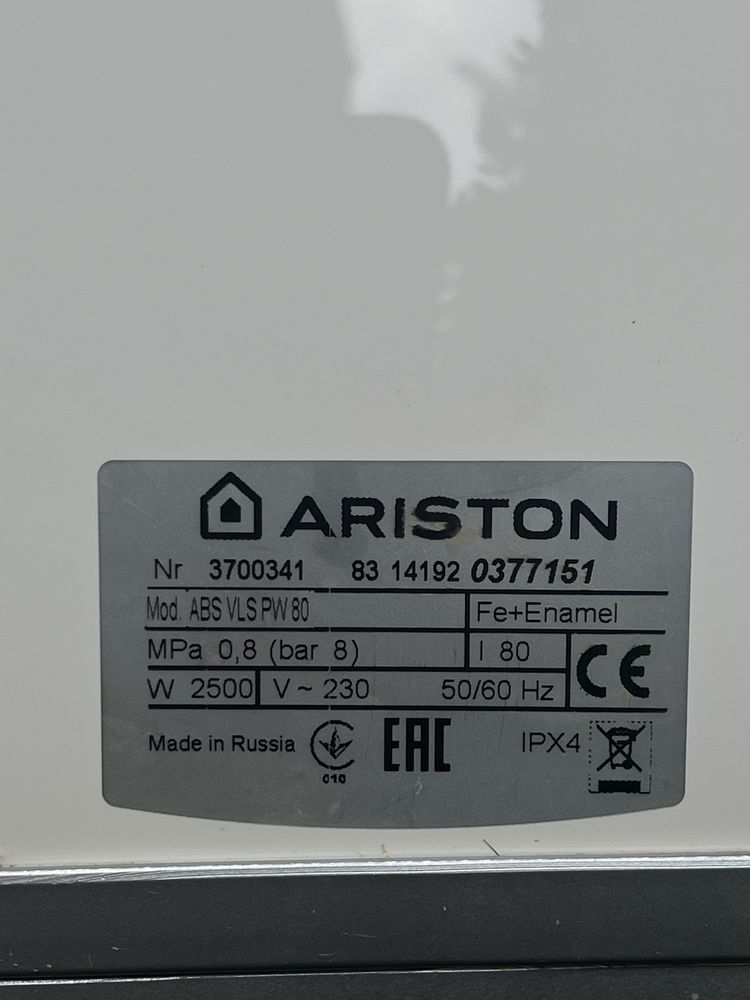 ARISTON
Nr 3700341 83 14192 0377151
Mod. ABS VLS PW 80 Fe+Enamel
MPa 0,8 (bar 8) l 80
W 2500 V ~ 230 50/60 Hz CE
Made in Russia 010 EAC IPX4